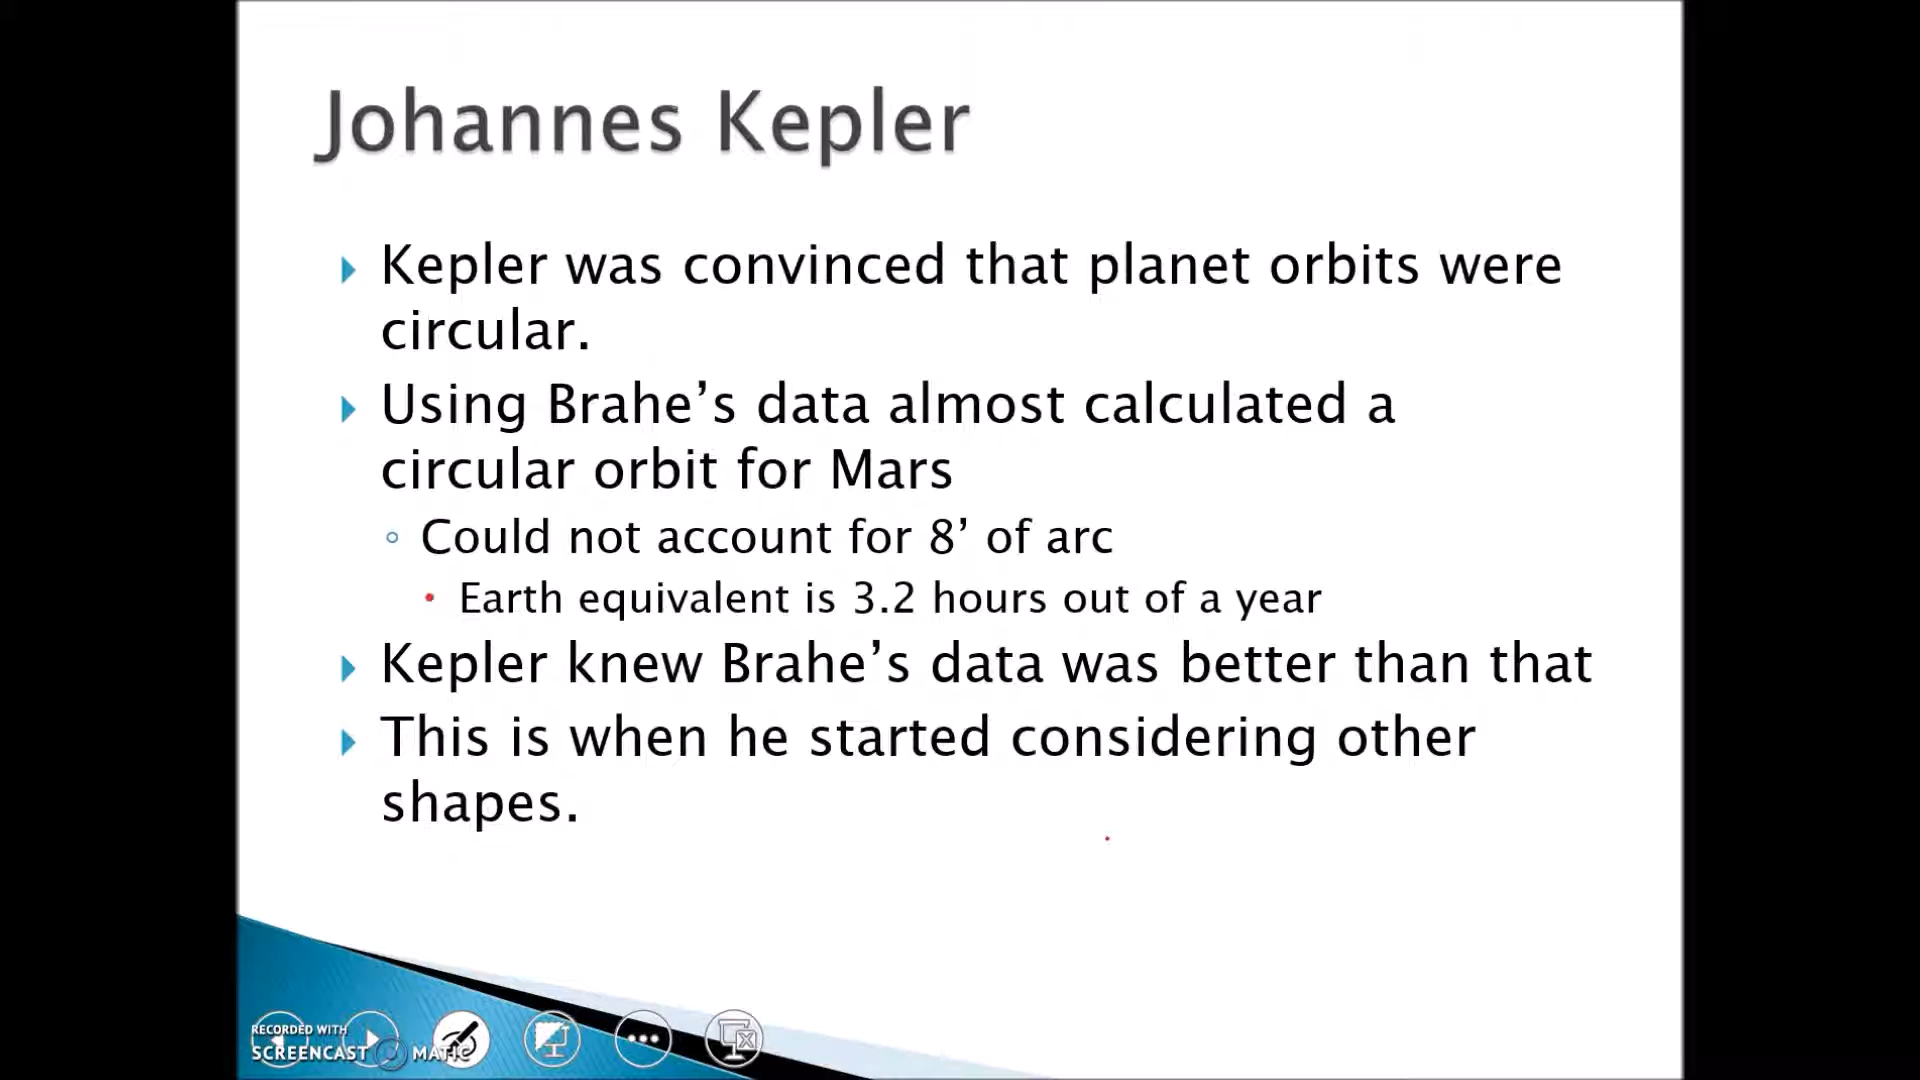 Johannes Kepler
Kepler was convinced that planet orbits were
circular.
Using Brahe’s data almost calculated a
circular orbit for Mars
Could not account for 8’ of arc
Earth equivalent is 3.2 hours out of a year
Kepler knew Brahe’s data was better than that
This is when he started considering other
shapes.
RECORDED WITH
SCREENCAST MATIC